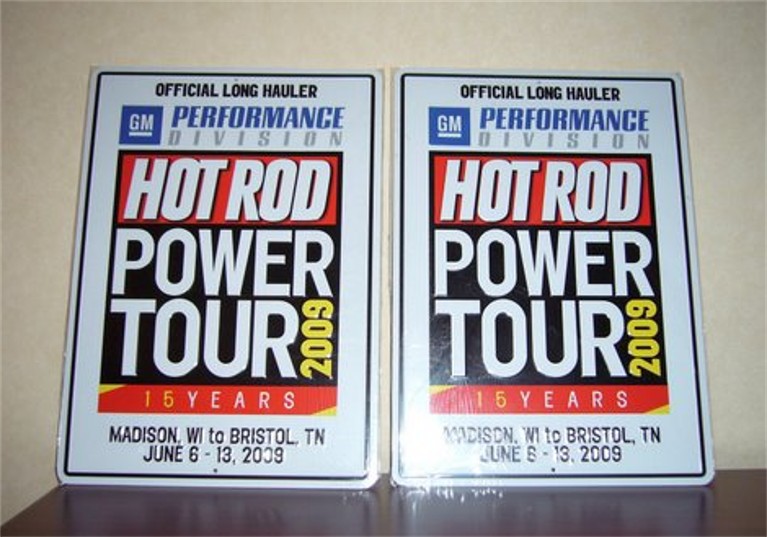 OFFICIAL LONG HAULER
GM PERFORMANCE
DIVISION
HOT ROD
POWER
TOUR 2009
15 YEARS
MADISON, WI to BRISTOL, TN
JUNE 6 - 13, 2009
OFFICIAL LONG HAULER
GM PERFORMANCE
DIVISION
HOT ROD
POWER
TOUR 2009
15 YEARS
MADISON, WI to BRISTOL, TN
JUNE 6 - 13, 2009